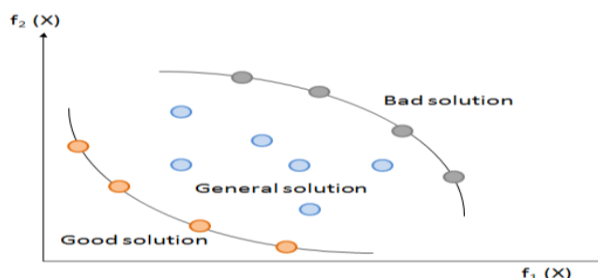 f₂ (X)
Bad solution
General solution
Good solution
f₁ (X)